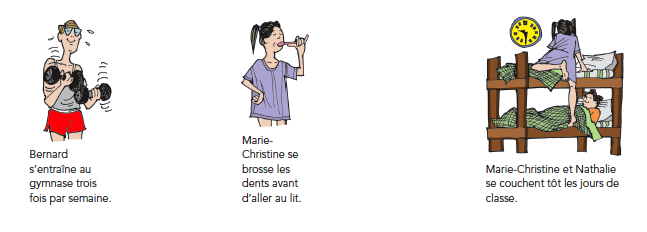 Bernard
s'entraîne au
gymnase trois
fois par semaine.
Marie-
Christine se
brosse les
dents avant
d'aller au lit.
Marie-Christine et Nathalie
se couchent tôt les jours de
classe.